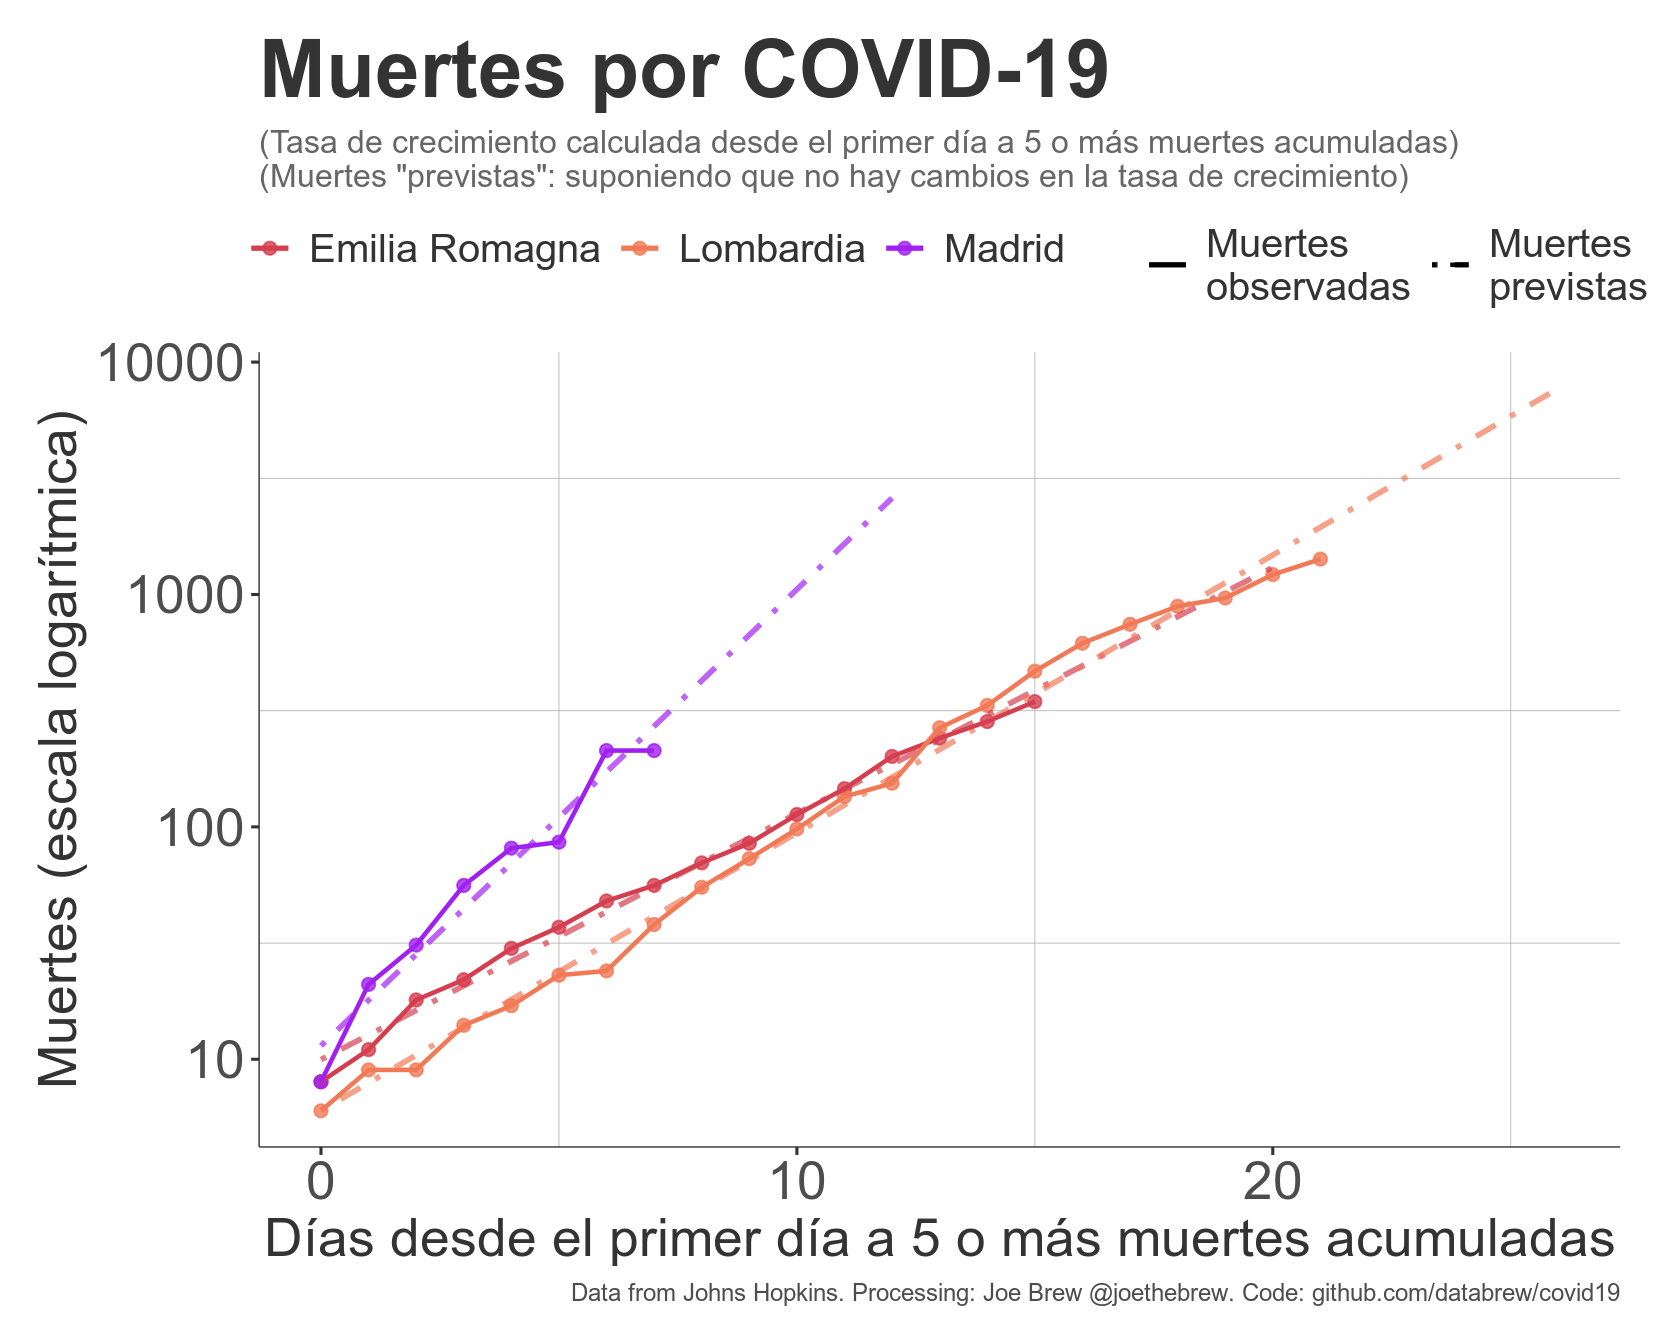 Muertes por COVID-19
(Tasa de crecimiento calculada desde el primer día a 5 o más muertes acumuladas)
(Muertes "previstas": suponiendo que no hay cambios en la tasa de crecimiento)
Emilia Romagna
Lombardia
Madrid
Muertes
observadas
Muertes
previstas
Muertes (escala logarítmica)
10000
1000
100
10
0
10
20
Días desde el primer día a 5 o más muertes acumuladas
Data from Johns Hopkins. Processing: Joe Brew @joethebrew. Code: github.com/databrew/covid19